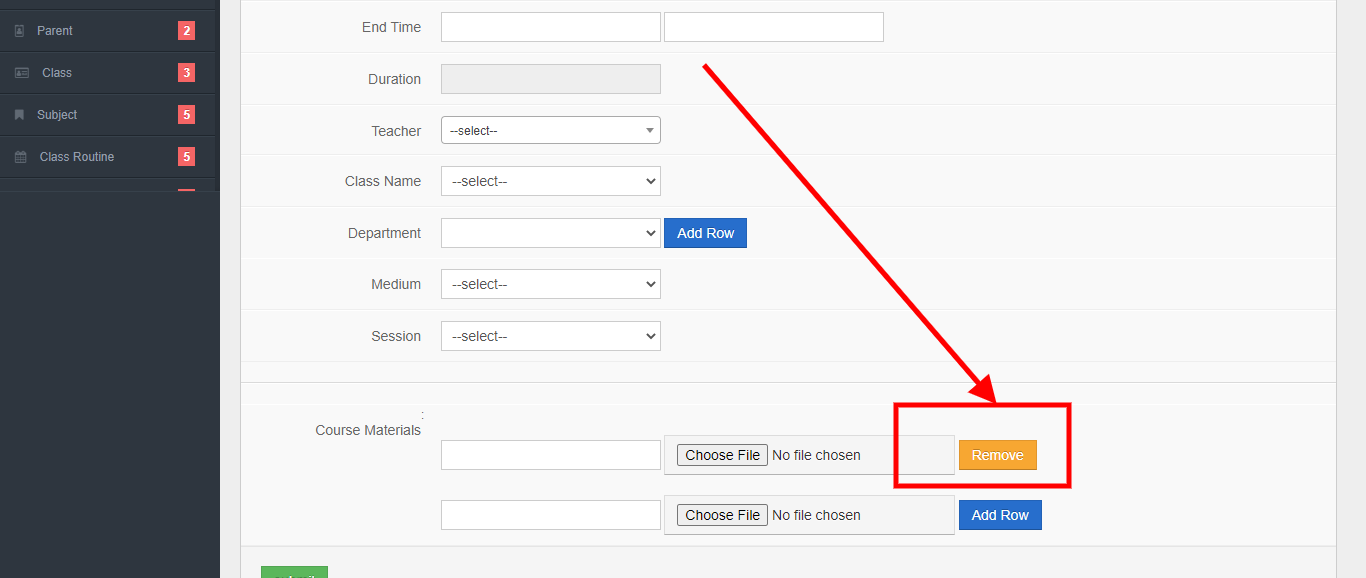 Parent 2
Class 3
Subject 5
Class Routine 5
End Time
Duration
Teacher --select--
Class Name --select--
Department Add Row
Medium --select--
Session --select--
:
Course Materials
Choose File No file chosen Remove
Choose File No file chosen Add Row